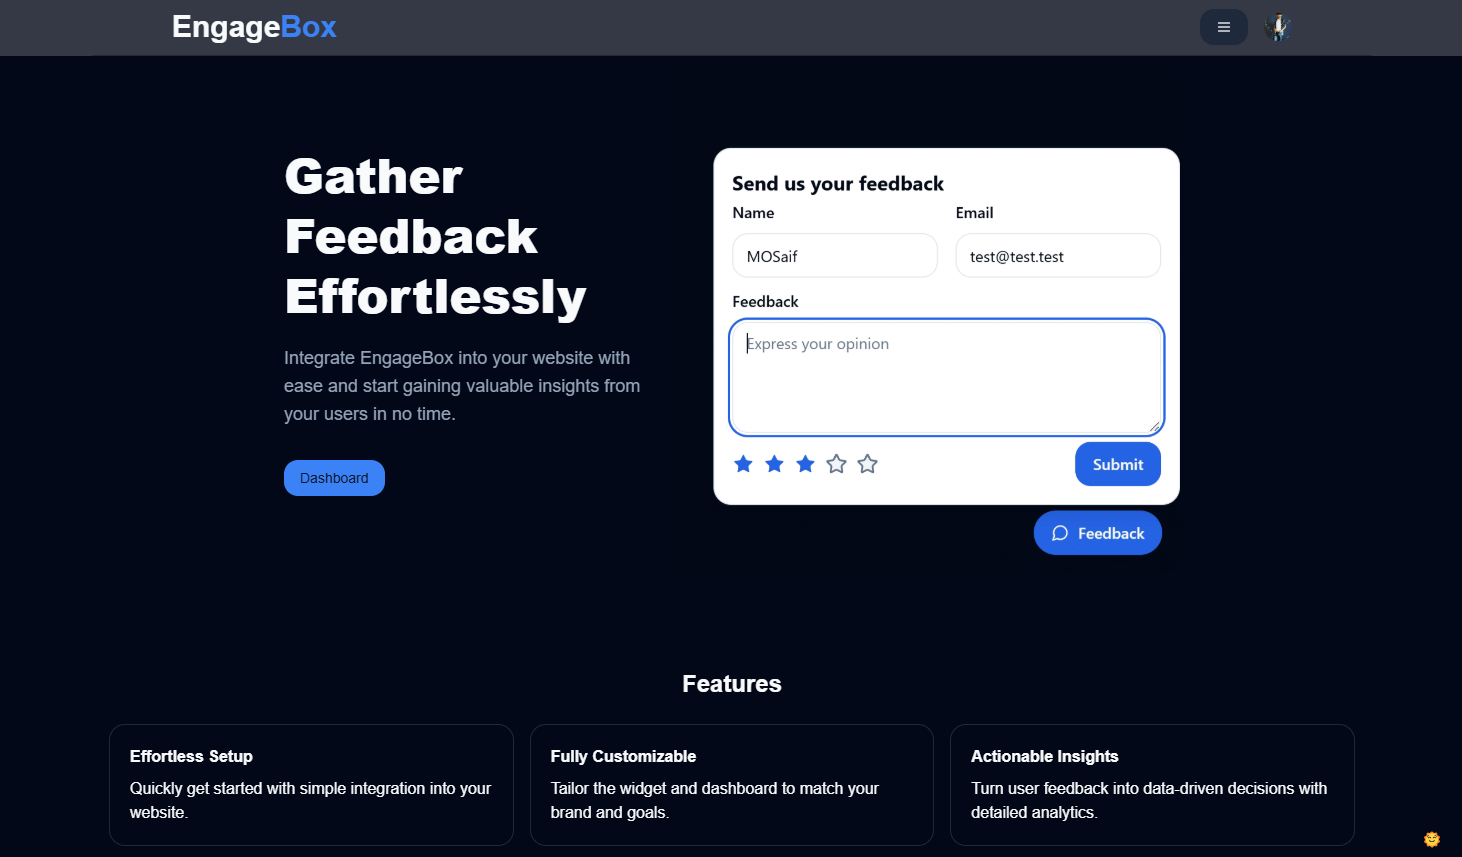 EngageBox
Gather
Feedback
Effortlessly
Integrate EngageBox into your website with
ease and start gaining valuable insights from
your users in no time.
Dashboard
Send us your feedback
Name
Email
MOSaif
test@test.test
Feedback
Express your opinion
Submit
Feedback
Features
Effortless Setup
Quickly get started with simple integration into your
website.
Fully Customizable
Tailor the widget and dashboard to match your
brand and goals.
Actionable Insights
Turn user feedback into data-driven decisions with
detailed analytics.